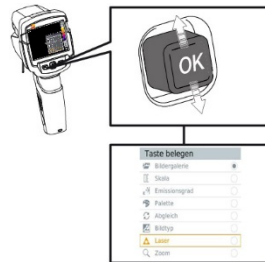 OK
Taste belegen
Bildergalerie
Skala
Emissionsgrad
Palette
Abgleich
Bildtyp
Laser
Zoom